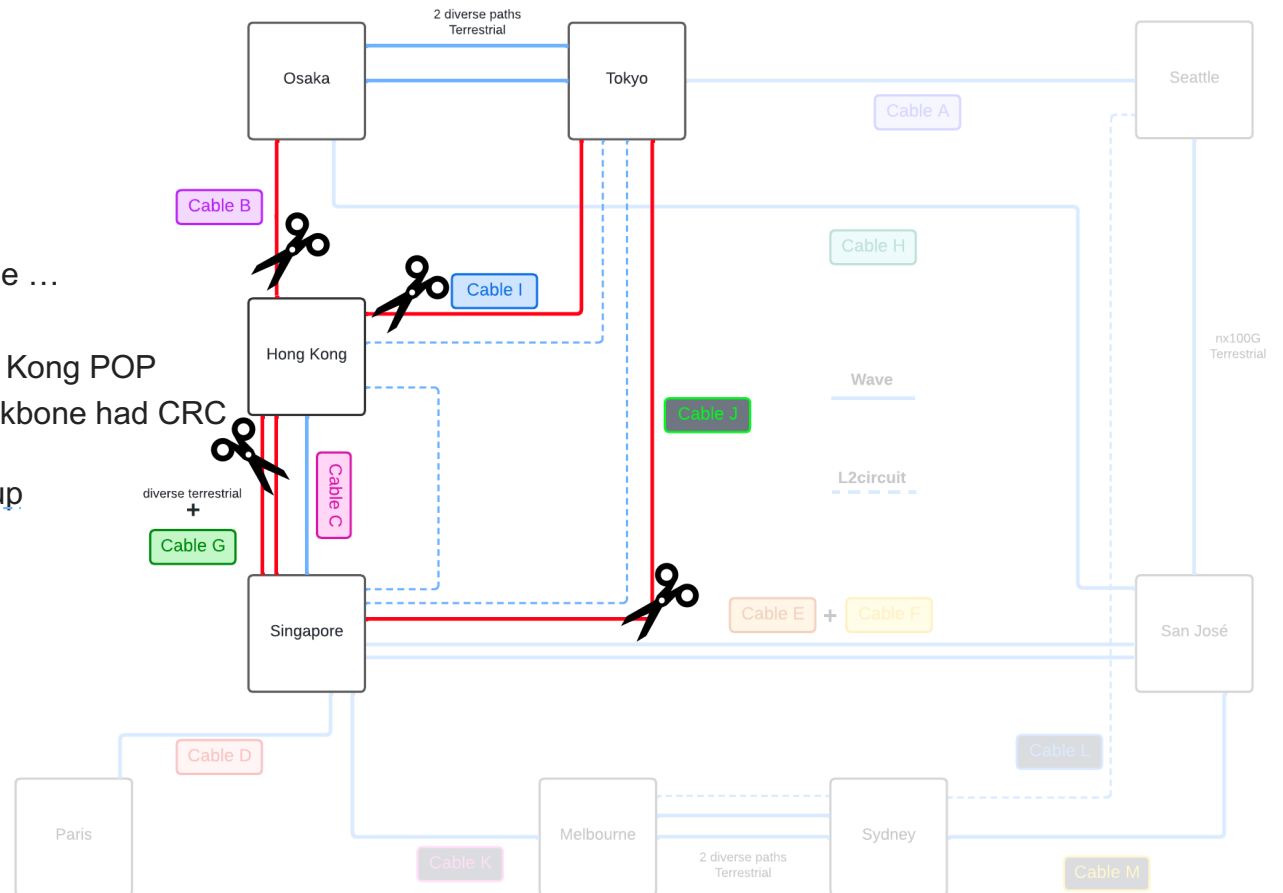 2 diverse paths
Terrestrial
Osaka
Tokyo
Seattle
Cable A
Cable B
Cable H
e …
Cable I
Hong Kong
nx100G
Terrestrial
Kong POP
Wave
kbone had CRC
Cable J
Cable C
L2circuit
up
diverse terrestrial
+
Cable G
Cable E + Cable F
Singapore
San José
Cable D
Cable L
Paris
Melbourne
Sydney
Cable K
2 diverse paths
Terrestrial
Cable M